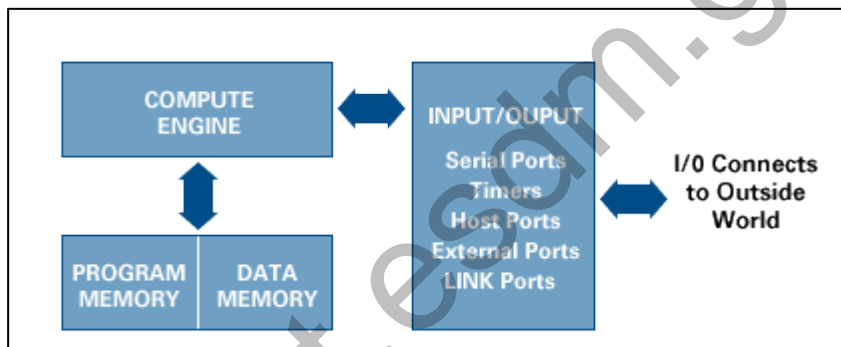 COMPUTE
ENGINE
PROGRAM
MEMORY
DATA
MEMORY
INPUT/OUPUT
Serial Ports
Timers
Host Ports
External Ports
LINK Ports
I/0 Connects
to Outside
World
t.esdm.g